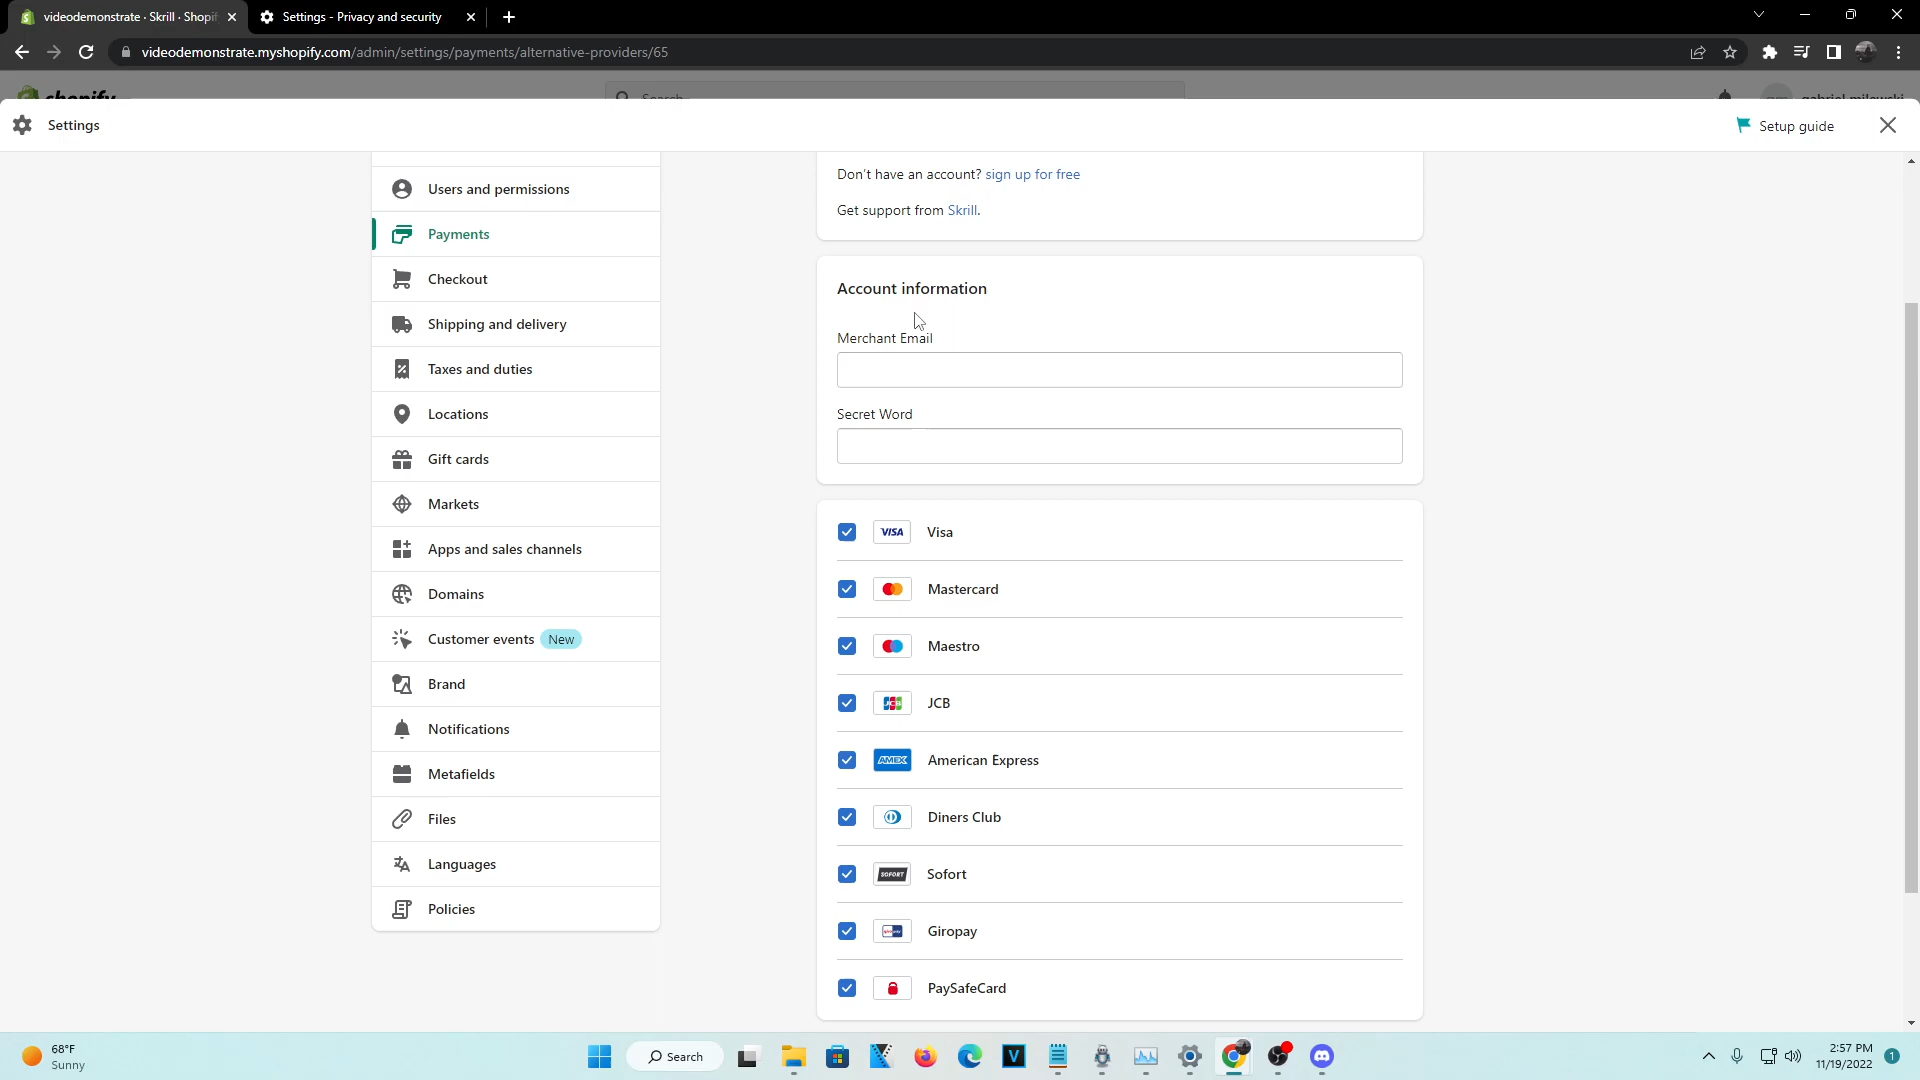 videodemonstrate · Skrill · Shopif
Settings - Privacy and security
videodemonstrate.myshopify.com/admin/settings/payments/alternative-providers/65
shopify
Search
gabriel milewski
Settings
Setup guide
Users and permissions
Payments
Checkout
Shipping and delivery
Taxes and duties
Locations
Gift cards
Markets
Apps and sales channels
Domains
Customer events New
Brand
Notifications
Metafields
Files
Languages
Policies
Don't have an account? sign up for free
Get support from Skrill.
Account information
Merchant Email
Secret Word
VISA Visa
Mastercard
Maestro
JCB JCB
AMEX American Express
Diners Club
SOFORT Sofort
Giropay
PaySafeCard
68°F
Sunny
Search
V
2:57 PM
11/19/2022
1